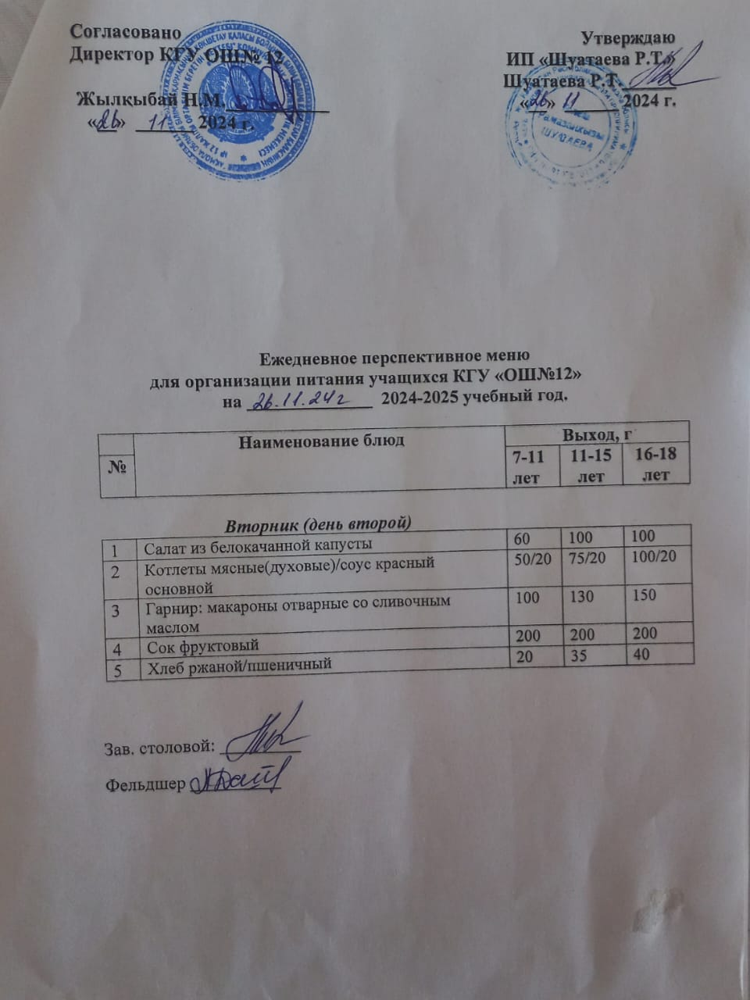 Согласовано
Директор КГУ ОШ№ 12
Жылқыбай Н.М.
«26» 11 2024 г.
Утверждаю
ИП «Шуатаева Р.Т.»
Шуатаева Р.Т.
«26» 11 2024 г.
Ежедневное перспективное меню
для организации питания учащихся КГУ «ОШ№12»
на 26.11.24г 2024-2025 учебный год.
№ Наименование блюд Выход, г
7-11 лет 11-15 лет 16-18 лет
Вторник (день второй)
1 Салат из белокачанной капусты 60 100 100
2 Котлеты мясные(духовые)/соус красный 50/20 75/20 100/20
основной
3 Гарнир: макароны отварные со сливочным 100 130 150
маслом
4 Сок фруктовый 200 200 200
5 Хлеб ржаной/пшеничный 20 35 40
Зав. столовой:
Фельдшер